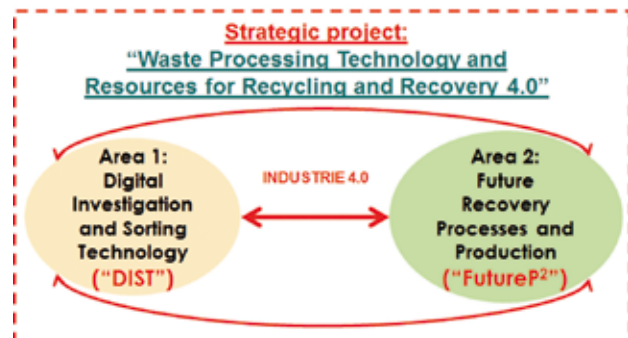 Strategic project:
“Waste Processing Technology and
Resources for Recycling and Recovery 4.0”
Area 1:
Digital
Investigation
and Sorting
Technology
(“DIST”)
INDUSTRIE 4.0
Area 2:
Future
Recovery
Processes and
Production
(“FutureP²”)